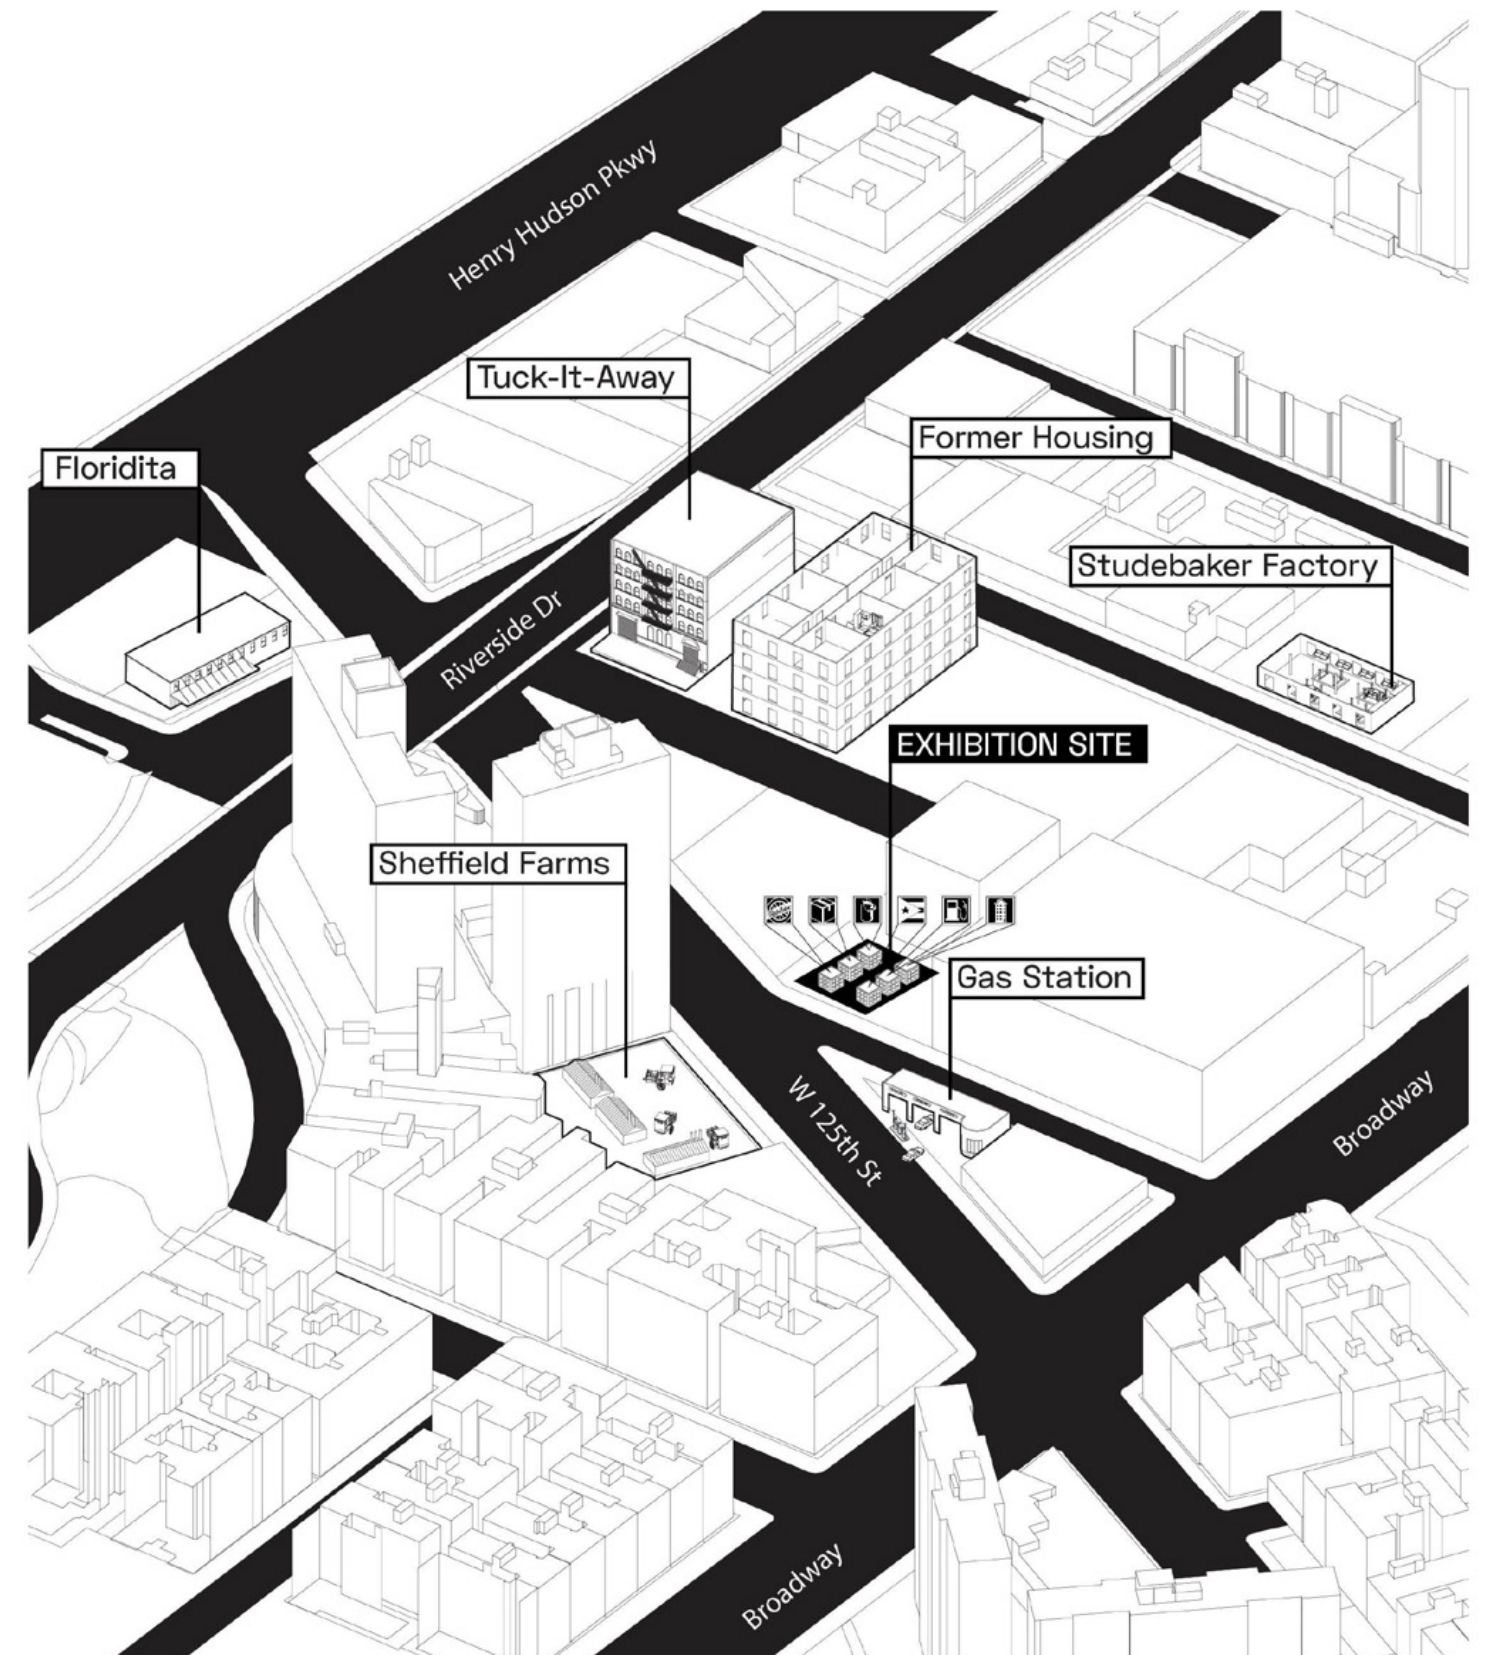 Henry Hudson Pkwy
Tuck-It-Away
Former Housing
Floridita
Studebaker Factory
Riverside Dr
EXHIBITION SITE
Sheffield Farms
Gas Station
W 125th St
Broadway
Broadway